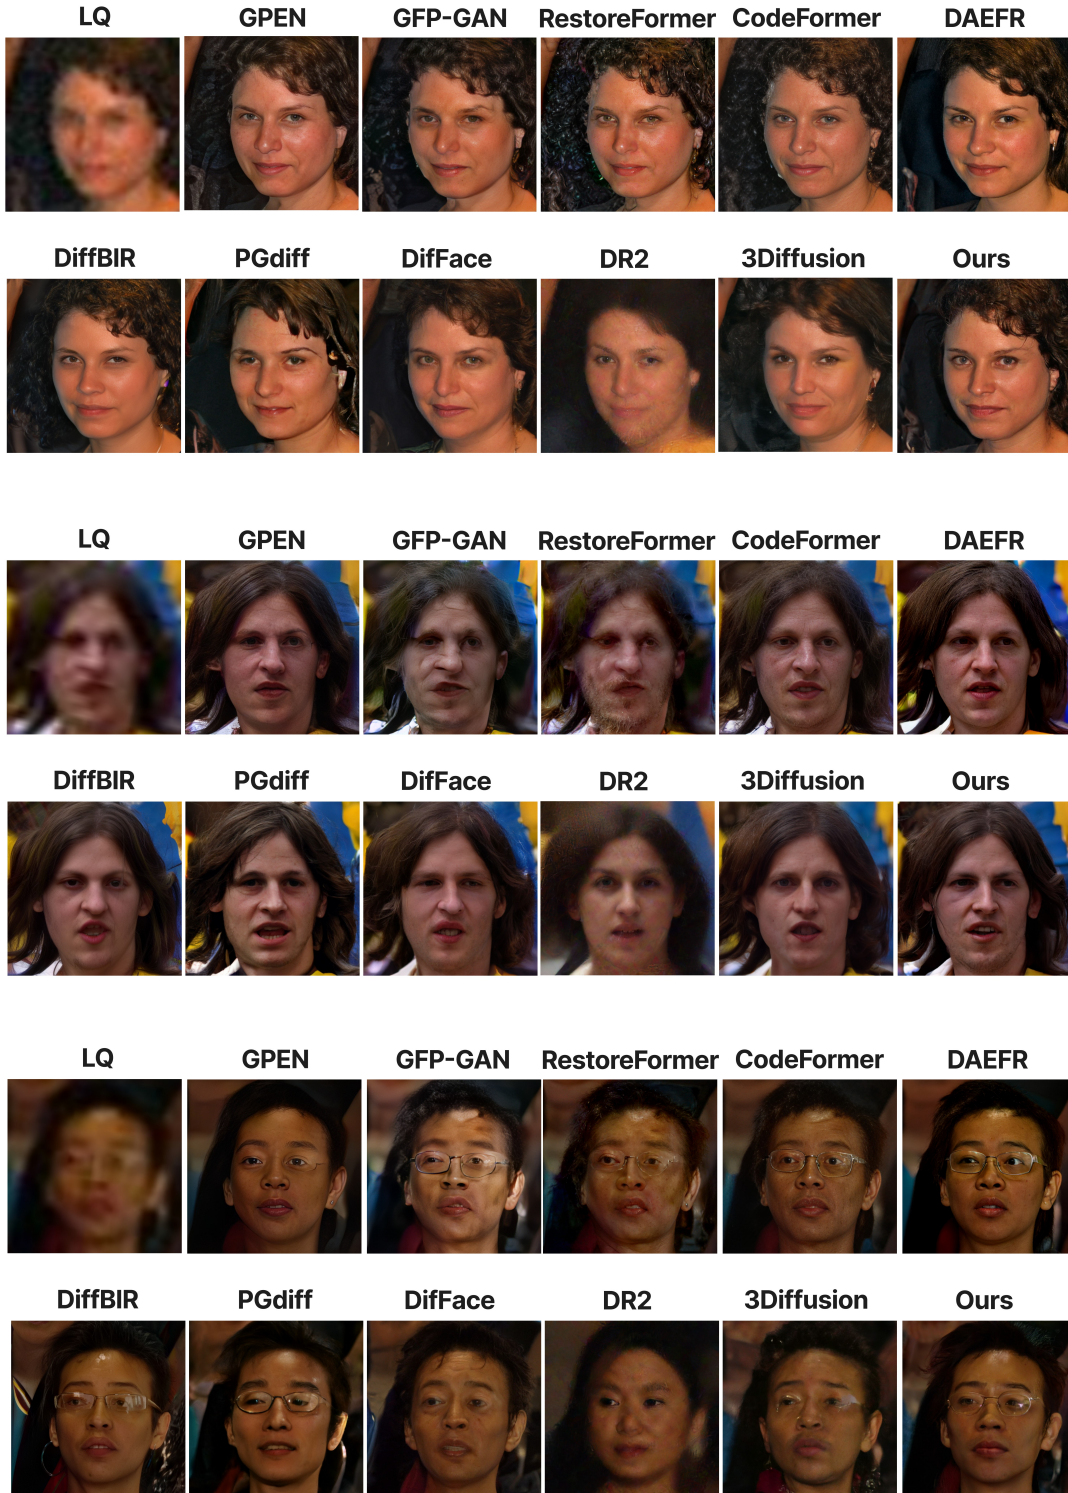 LQ GPEN GFP-GAN RestoreFormer CodeFormer DAEFR
DiffBIR PGdiff DifFace DR2 3Diffusion Ours
LQ GPEN GFP-GAN RestoreFormer CodeFormer DAEFR
DiffBIR PGdiff DifFace DR2 3Diffusion Ours
LQ GPEN GFP-GAN RestoreFormer CodeFormer DAEFR
DiffBIR PGdiff DifFace DR2 3Diffusion Ours